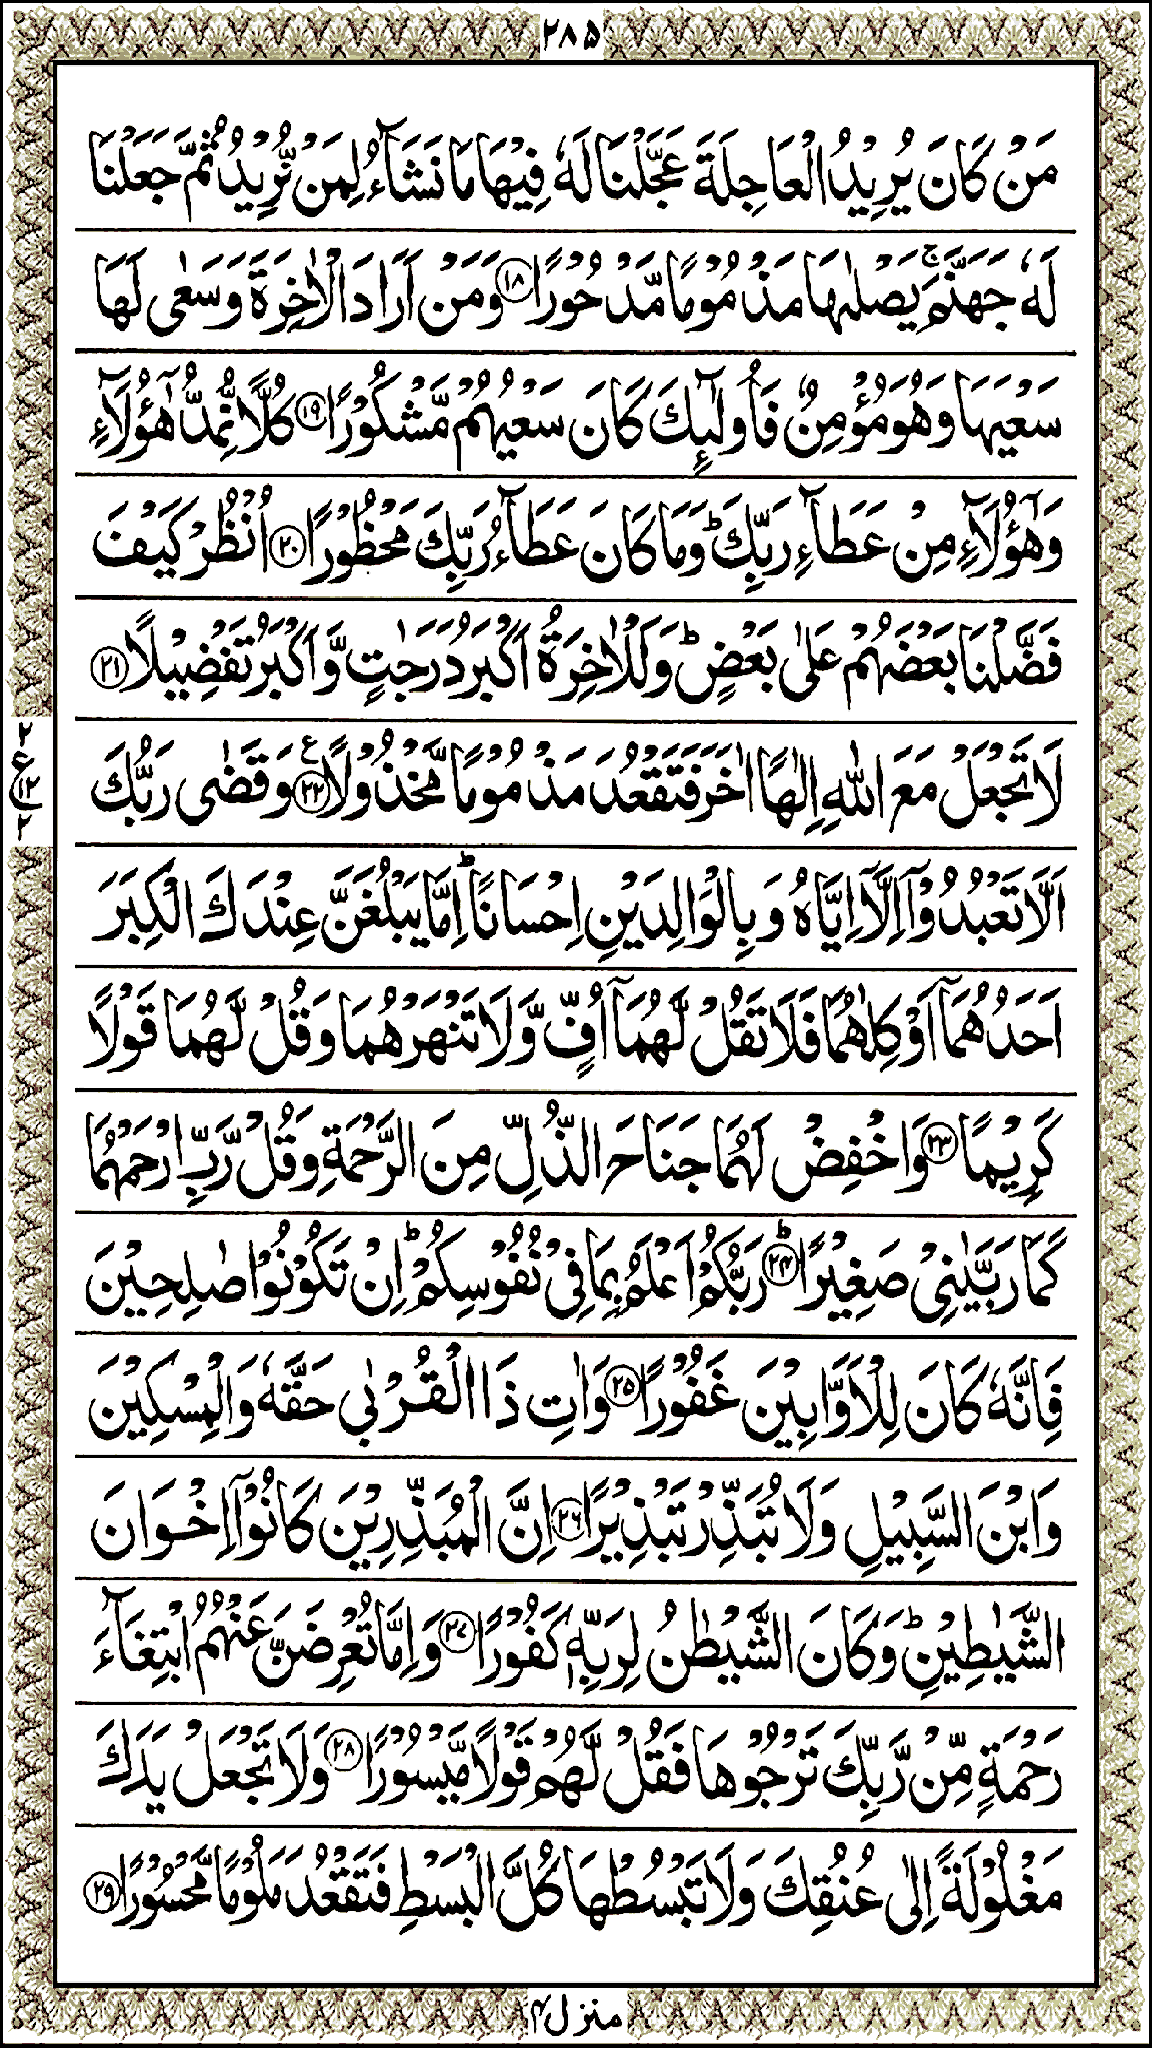 ۲۸۵
مَنْ كَانَ يُرِيْدُ الْعَاجِلَةَ عَجَّلْنَا لَهٗ فِيْهَا مَا نَشَآءُ لِمَنْ نُّرِيْدُ ثُمَّ جَعَلْنَا
لَهٗ جَهَنَّمَ ۚ يَصْلٰىهَا مَذْمُوْمًا مَّدْحُوْرًا ﴿۱۸﴾ وَمَنْ اَرَادَ الْاٰخِرَةَ وَسَعٰى لَهَا
سَعْيَهَا وَهُوَ مُؤْمِنٌ فَاُولٰٓئِكَ كَانَ سَعْيُهُمْ مَّشْكُوْرًا ﴿۱۹﴾ كُلًّا نُّمِدُّ هٰٓؤُلَآءِ
وَهٰٓؤُلَآءِ مِنْ عَطَآءِ رَبِّكَ ؕ وَمَا كَانَ عَطَآءُ رَبِّكَ مَحْظُوْرًا ﴿۲۰﴾ اُنْظُرْ كَيْفَ
فَضَّلْنَا بَعْضَهُمْ عَلٰى بَعْضٍ ؕ وَلَلْاٰخِرَةُ اَكْبَرُ دَرَجٰتٍ وَّاَكْبَرُ تَفْضِيْلًا ﴿۲۱﴾
لَا تَجْعَلْ مَعَ اللّٰهِ اِلٰهًا اٰخَرَ فَتَقْعُدَ مَذْمُوْمًا مَّخْذُوْلًا ﴿۲۲﴾ ع وَقَضٰى رَبُّكَ
۲
ع
۱۲
۲
اَلَّا تَعْبُدُوْٓا اِلَّآ اِيَّاهُ وَبِالْوَالِدَيْنِ اِحْسَانًا ؕ اِمَّا يَبْلُغَنَّ عِنْدَكَ الْكِبَرَ
اَحَدُهُمَآ اَوْ كِلٰهُمَا فَلَا تَقُلْ لَّهُمَآ اُفٍّ وَّلَا تَنْهَرْهُمَا وَقُلْ لَّهُمَا قَوْلًا
كَرِيْمًا ﴿۲۳﴾ وَاخْفِضْ لَهُمَا جَنَاحَ الذُّلِّ مِنَ الرَّحْمَةِ وَقُلْ رَّبِّ ارْحَمْهُمَا
كَمَا رَبَّيٰنِيْ صَغِيْرًا ﴿۲۴﴾ ؕ رَبُّكُمْ اَعْلَمُ بِمَا فِيْ نُفُوْسِكُمْ ؕ اِنْ تَكُوْنُوْا صٰلِحِيْنَ
فَاِنَّهٗ كَانَ لِلْاَوَّابِيْنَ غَفُوْرًا ﴿۲۵﴾ وَاٰتِ ذَا الْقُرْبٰى حَقَّهٗ وَالْمِسْكِيْنَ
وَابْنَ السَّبِيْلِ وَلَا تُبَذِّرْ تَبْذِيْرًا ﴿۲۶﴾ اِنَّ الْمُبَذِّرِيْنَ كَانُوْٓا اِخْوَانَ
الشَّيٰطِيْنِ ؕ وَكَانَ الشَّيْطٰنُ لِرَبِّهٖ كَفُوْرًا ﴿۲۷﴾ وَاِمَّا تُعْرِضَنَّ عَنْهُمُ ابْتِغَآءَ
رَحْمَةٍ مِّنْ رَّبِّكَ تَرْجُوْهَا فَقُلْ لَّهُمْ قَوْلًا مَّيْسُوْرًا ﴿۲۸﴾ وَلَا تَجْعَلْ يَدَكَ
مَغْلُوْلَةً اِلٰى عُنُقِكَ وَلَا تَبْسُطْهَا كُلَّ الْبَسْطِ فَتَقْعُدَ مَلُوْمًا مَّحْسُوْرًا ﴿۲۹﴾
منزل ۴